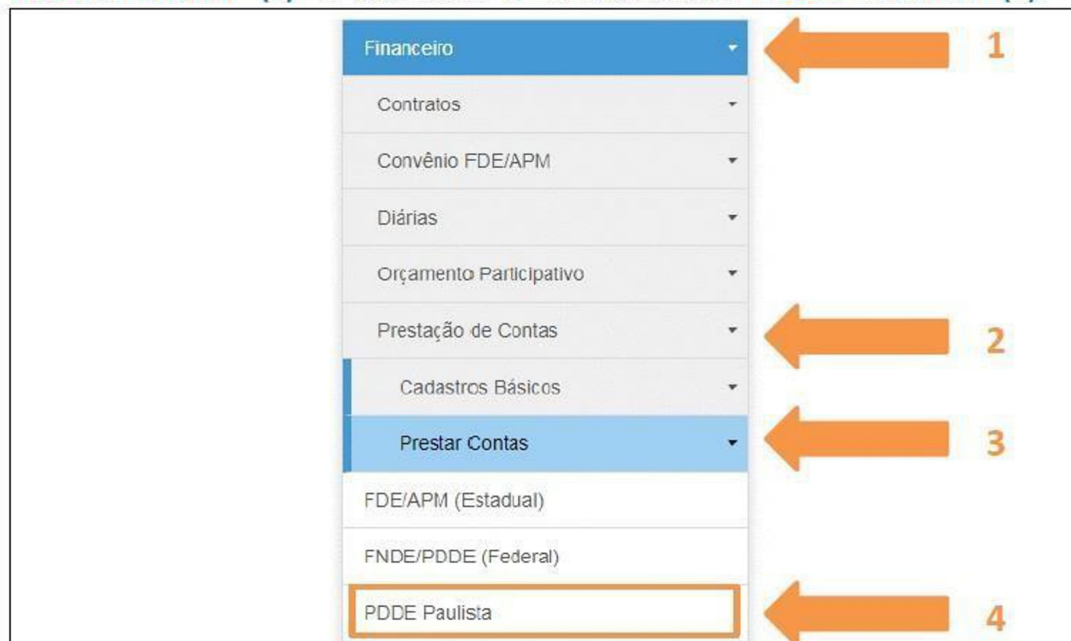 Financeiro
1
Contratos
Convênio FDE/APM
Diárias
Orçamento Participativo
Prestação de Contas
2
Cadastros Básicos
Prestar Contas
3
FDE/APM (Estadual)
FNDE/PDDE (Federal)
PDDE Paulista
4